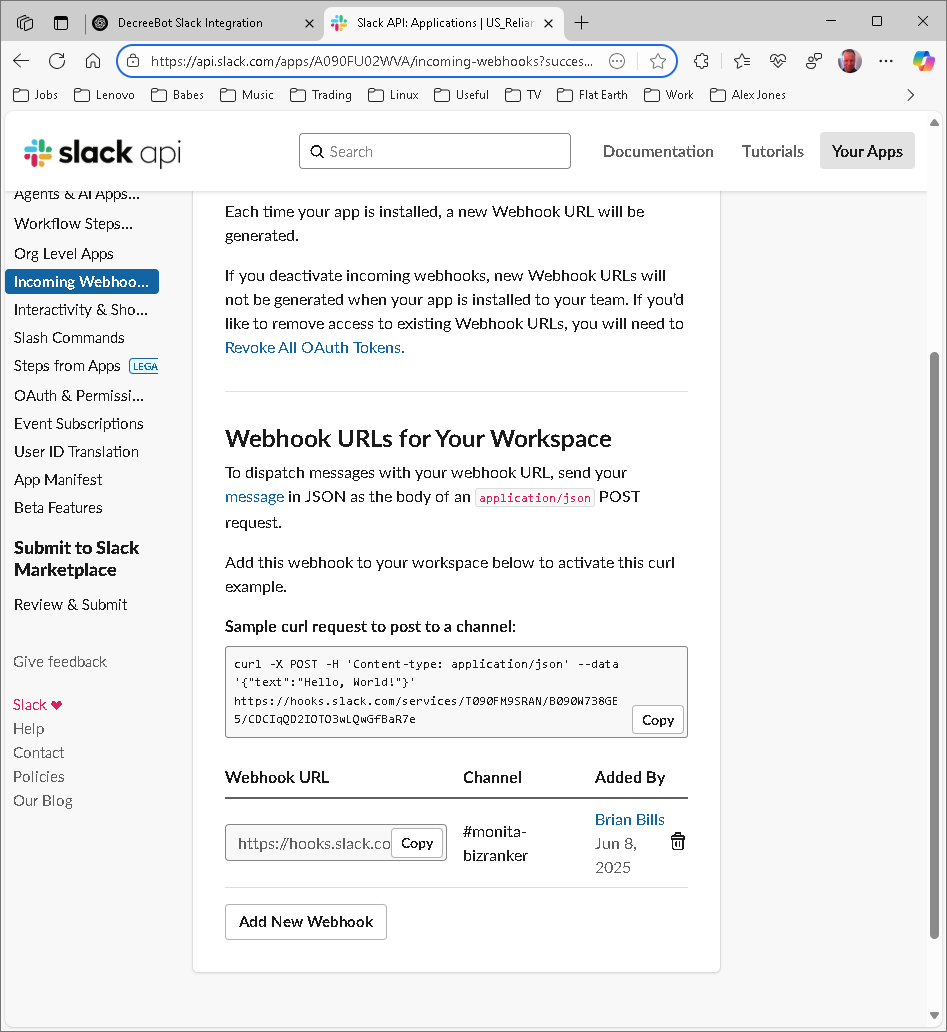 DecreeBot Slack Integration
Slack API: Applications | US_Relian
https://api.slack.com/apps/A090FU02WVA/incoming-webhooks?succes...
Jobs
Lenovo
Babes
Music
Trading
Linux
Useful
TV
Flat Earth
Work
Alex Jones
slack api
Search
Documentation
Tutorials
Your Apps
Agents & AI Apps...
Workflow Steps...
Org Level Apps
Incoming Webhoo...
Interactivity & Sho...
Slash Commands
Steps from Apps LEGA
OAuth & Permissi...
Event Subscriptions
User ID Translation
App Manifest
Beta Features
Submit to Slack
Marketplace
Review & Submit
Give feedback
Slack ❤
Help
Contact
Policies
Our Blog
Each time your app is installed, a new Webhook URL will be
generated.
If you deactivate incoming webhooks, new Webhook URLs will
not be generated when your app is installed to your team. If you'd
like to remove access to existing Webhook URLs, you will need to
Revoke All OAuth Tokens.
Webhook URLs for Your Workspace
To dispatch messages with your webhook URL, send your
message in JSON as the body of an application/json POST
request.
Add this webhook to your workspace below to activate this curl
example.
Sample curl request to post to a channel:
curl -X POST -H 'Content-type: application/json' --data
'{"text":"Hello, World!"}'
https://hooks.slack.com/services/T090FM9SRAN/B090W738GE
5/CDCIqQD2IOTO3wLQwGfBaR7e
Copy
Webhook URL
Channel
Added By
https://hooks.slack.co
Copy
#monita-
bizranker
Brian Bills
Jun 8,
2025
Add New Webhook